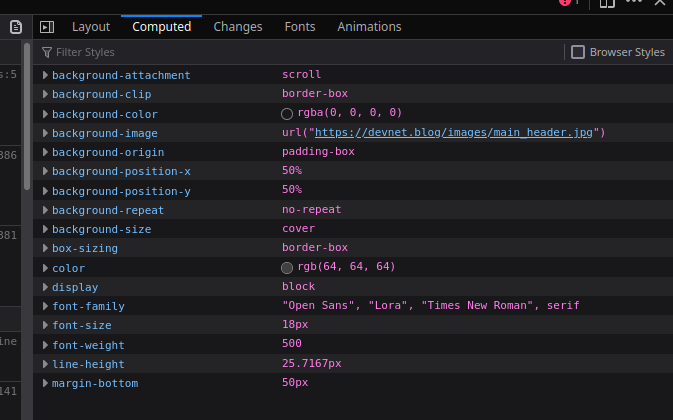 Layout Computed Changes Fonts Animations
Filter Styles Browser Styles
s:5
background-attachment scroll
background-clip border-box
background-color rgba(0, 0, 0, 0)
background-image url("https://devnet.blog/images/main_header.jpg")
386
background-origin padding-box
background-position-x 50%
background-position-y 50%
background-repeat no-repeat
background-size cover
381
box-sizing border-box
color rgb(64, 64, 64)
display block
font-family "Open Sans", "Lora", "Times New Roman", serif
font-size 18px
ine
font-weight 500
line-height 25.7167px
margin-bottom 50px
141